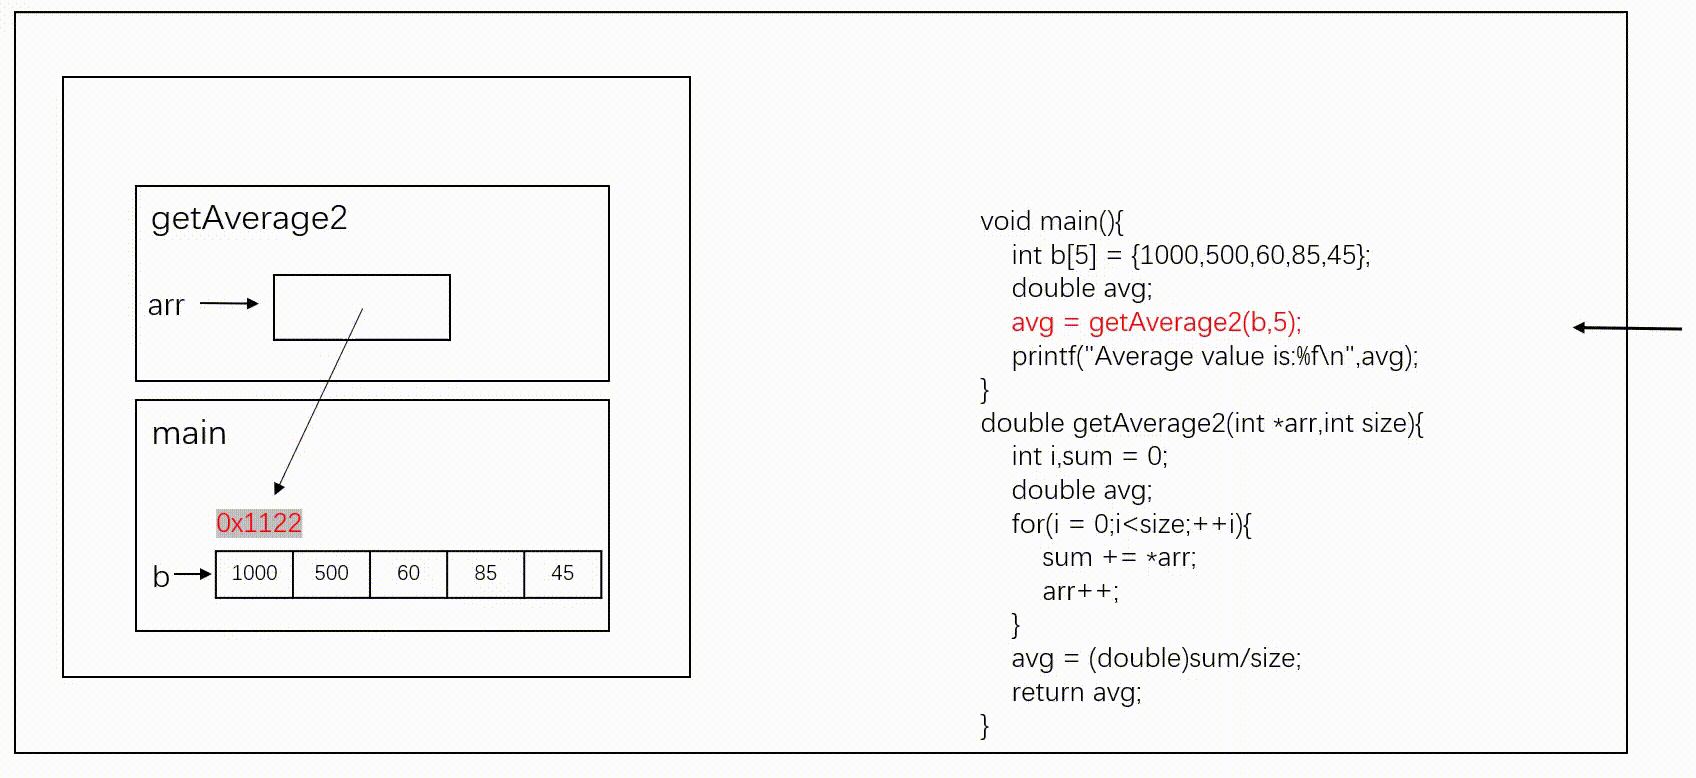 getAverage2
arr
main
0x1122
b
1000 500 60 85 45
void main(){
int b[5] = {1000,500,60,85,45};
double avg;
avg = getAverage2(b,5);
printf("Average value is:%f\n",avg);
}
double getAverage2(int *arr,int size){
int i,sum = 0;
double avg;
for(i = 0;i<size;++i){
sum += *arr;
arr++;
}
avg = (double)sum/size;
return avg;
}